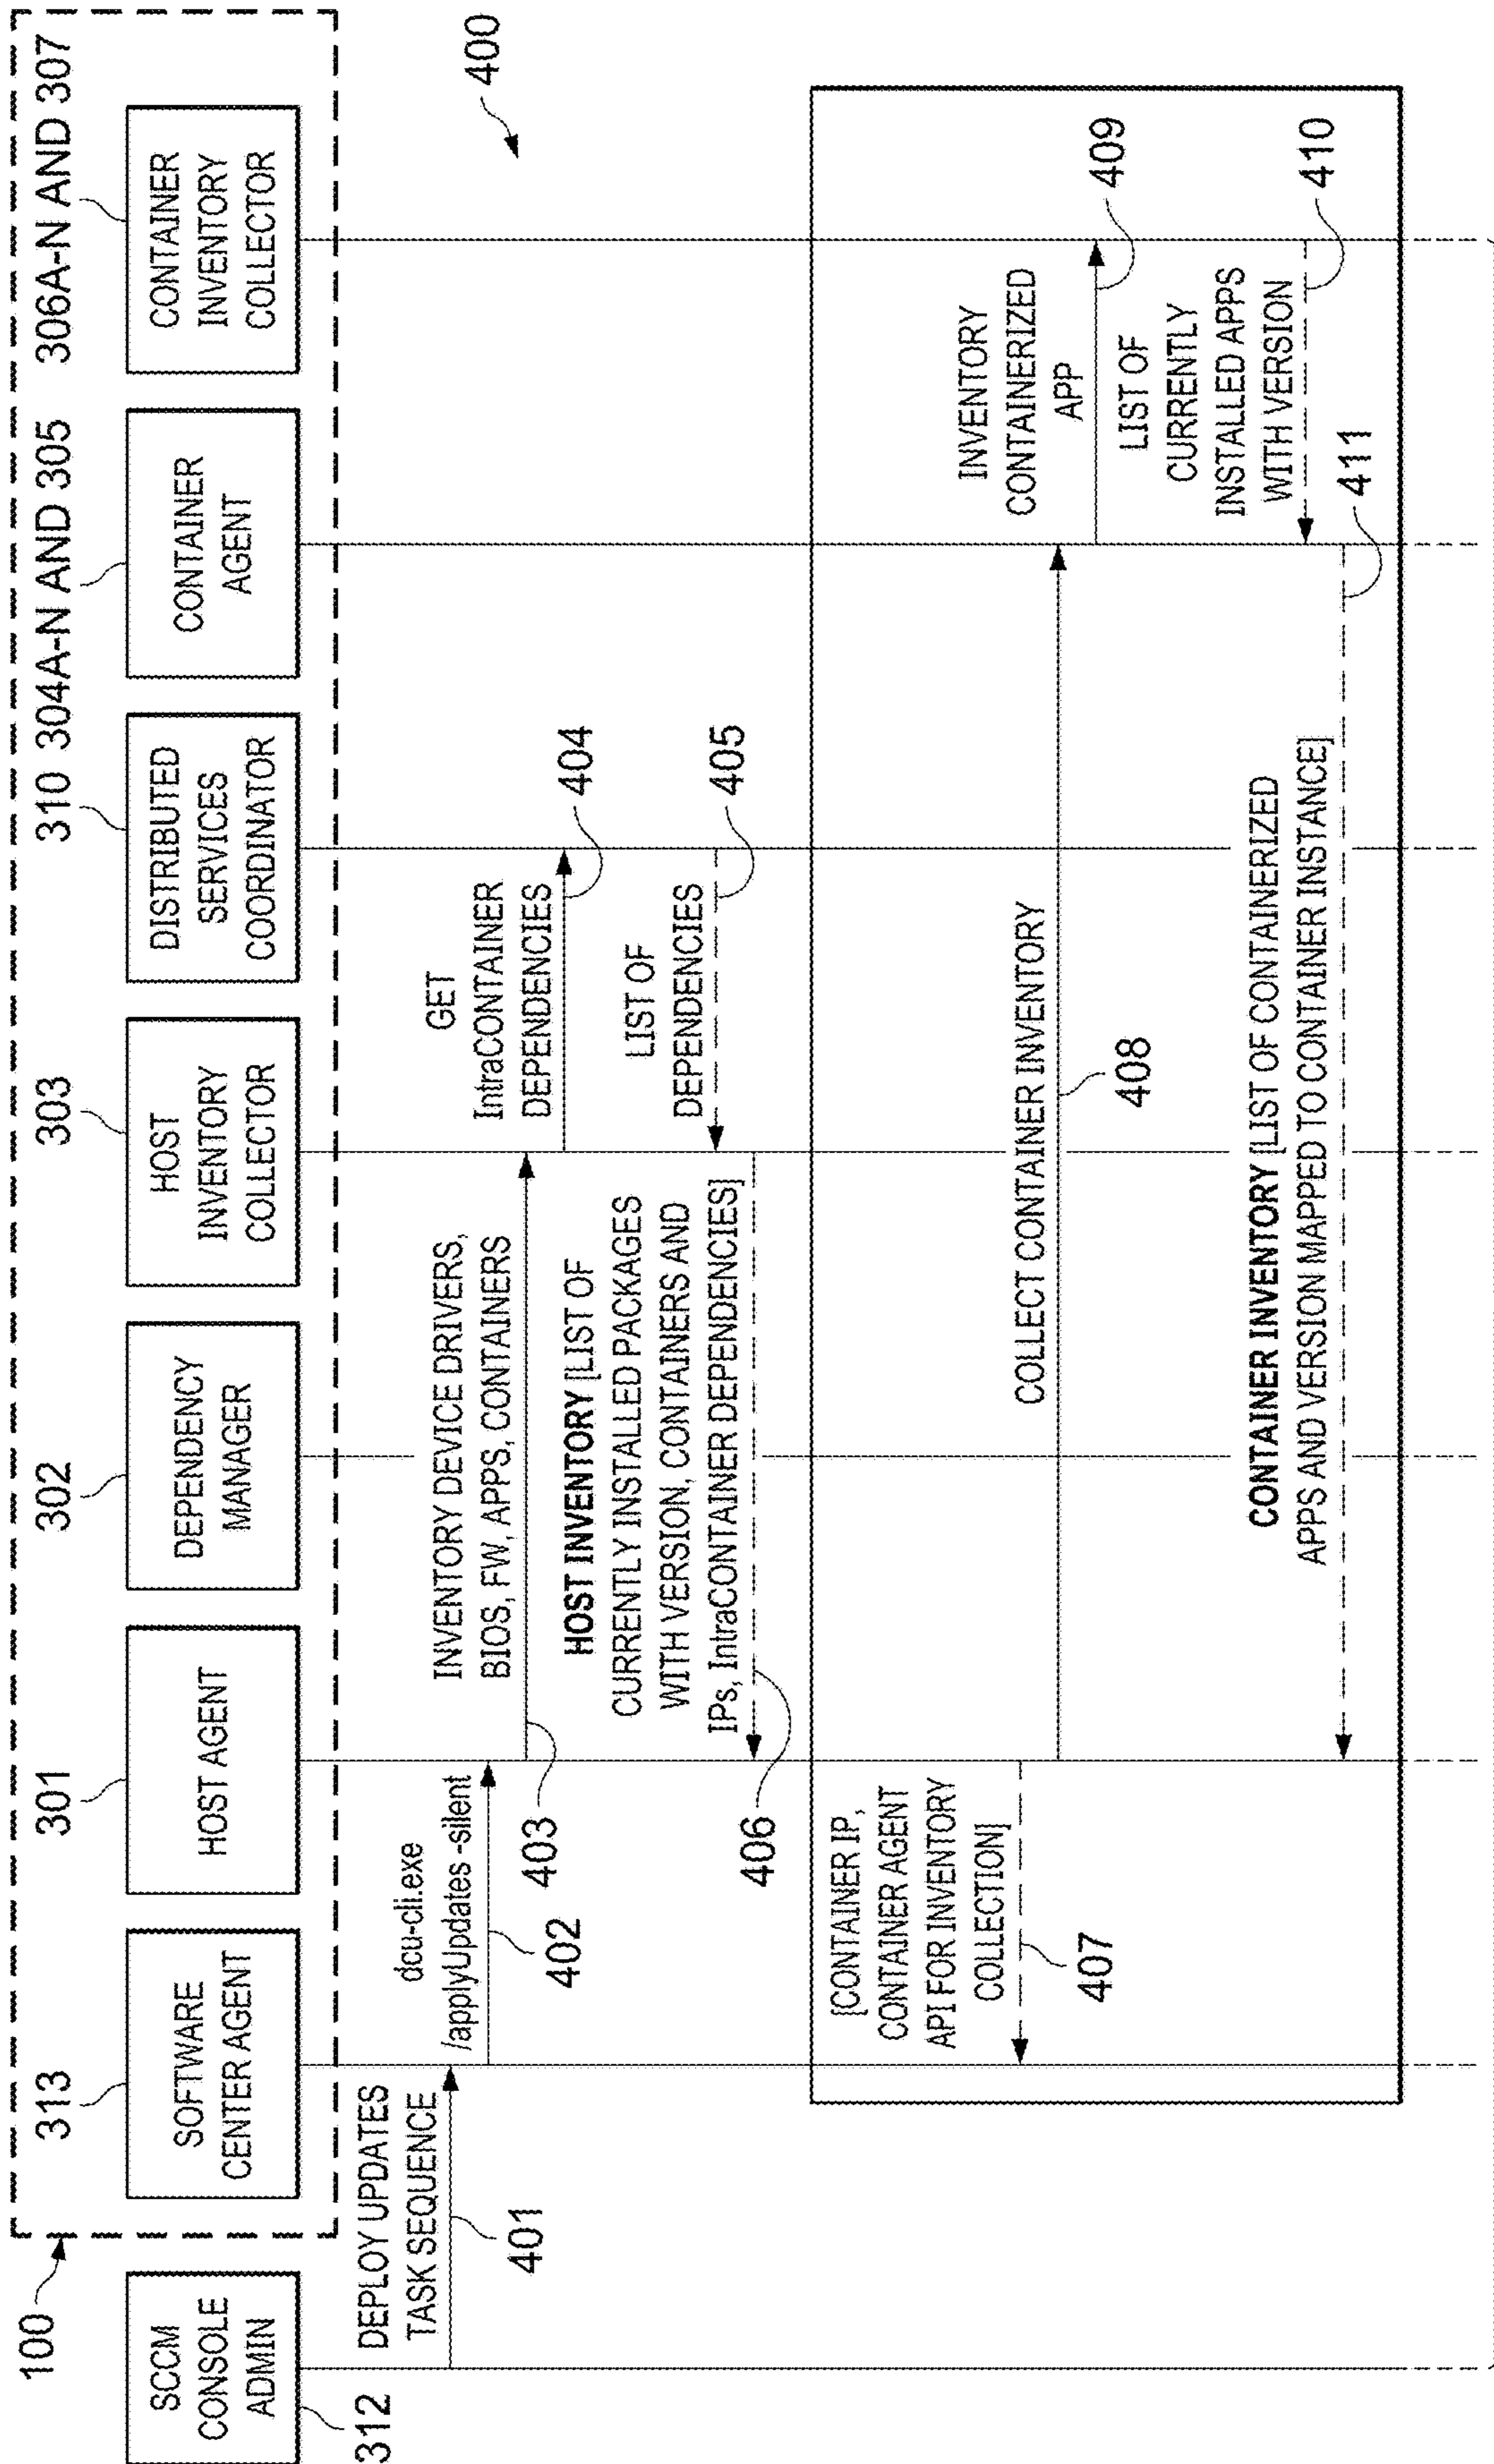 100
312
SCCM
CONSOLE
ADMIN
313
SOFTWARE
CENTER AGENT
301
HOST AGENT
302
DEPENDENCY
MANAGER
303
HOST
INVENTORY
COLLECTOR
310
DISTRIBUTED
SERVICES
COORDINATOR
304A-N AND 305
CONTAINER
AGENT
306A-N AND 307
CONTAINER
INVENTORY
COLLECTOR
400
DEPLOY UPDATES
TASK SEQUENCE
401
dcu-cli.exe
/applyUpdates -silent
402
INVENTORY DEVICE DRIVERS,
BIOS, FW, APPS, CONTAINERS
403
GET
IntraCONTAINER
DEPENDENCIES
404
LIST OF
DEPENDENCIES
405
HOST INVENTORY [LIST OF
CURRENTLY INSTALLED PACKAGES
WITH VERSION, CONTAINERS AND
IPs, IntraCONTAINER DEPENDENCIES]
406
[CONTAINER IP,
CONTAINER AGENT
API FOR INVENTORY
COLLECTION]
407
COLLECT CONTAINER INVENTORY
408
INVENTORY
CONTAINERIZED
APP
409
LIST OF
CURRENTLY
INSTALLED APPS
WITH VERSION
410
CONTAINER INVENTORY [LIST OF CONTAINERIZED
APPS AND VERSION MAPPED TO CONTAINER INSTANCE]
411